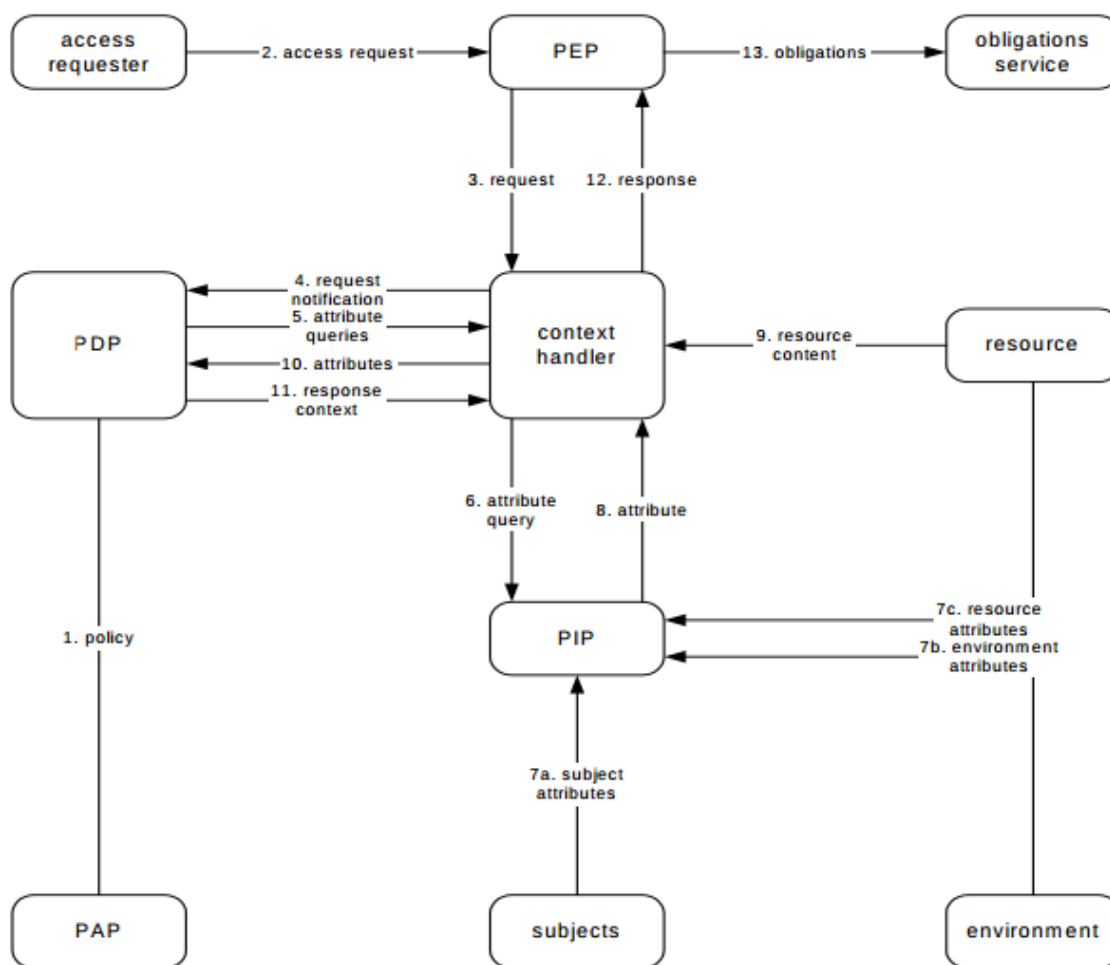 access
requester
2. access request
PEP
13. obligations
obligations
service
3. request
12. response
PDP
4. request
notification
5. attribute
queries
10. attributes
11. response
context
context
handler
9. resource
content
resource
6. attribute
query
8. attribute
1. policy
PIP
7c. resource
attributes
7b. environment
attributes
7a. subject
attributes
PAP
subjects
environment